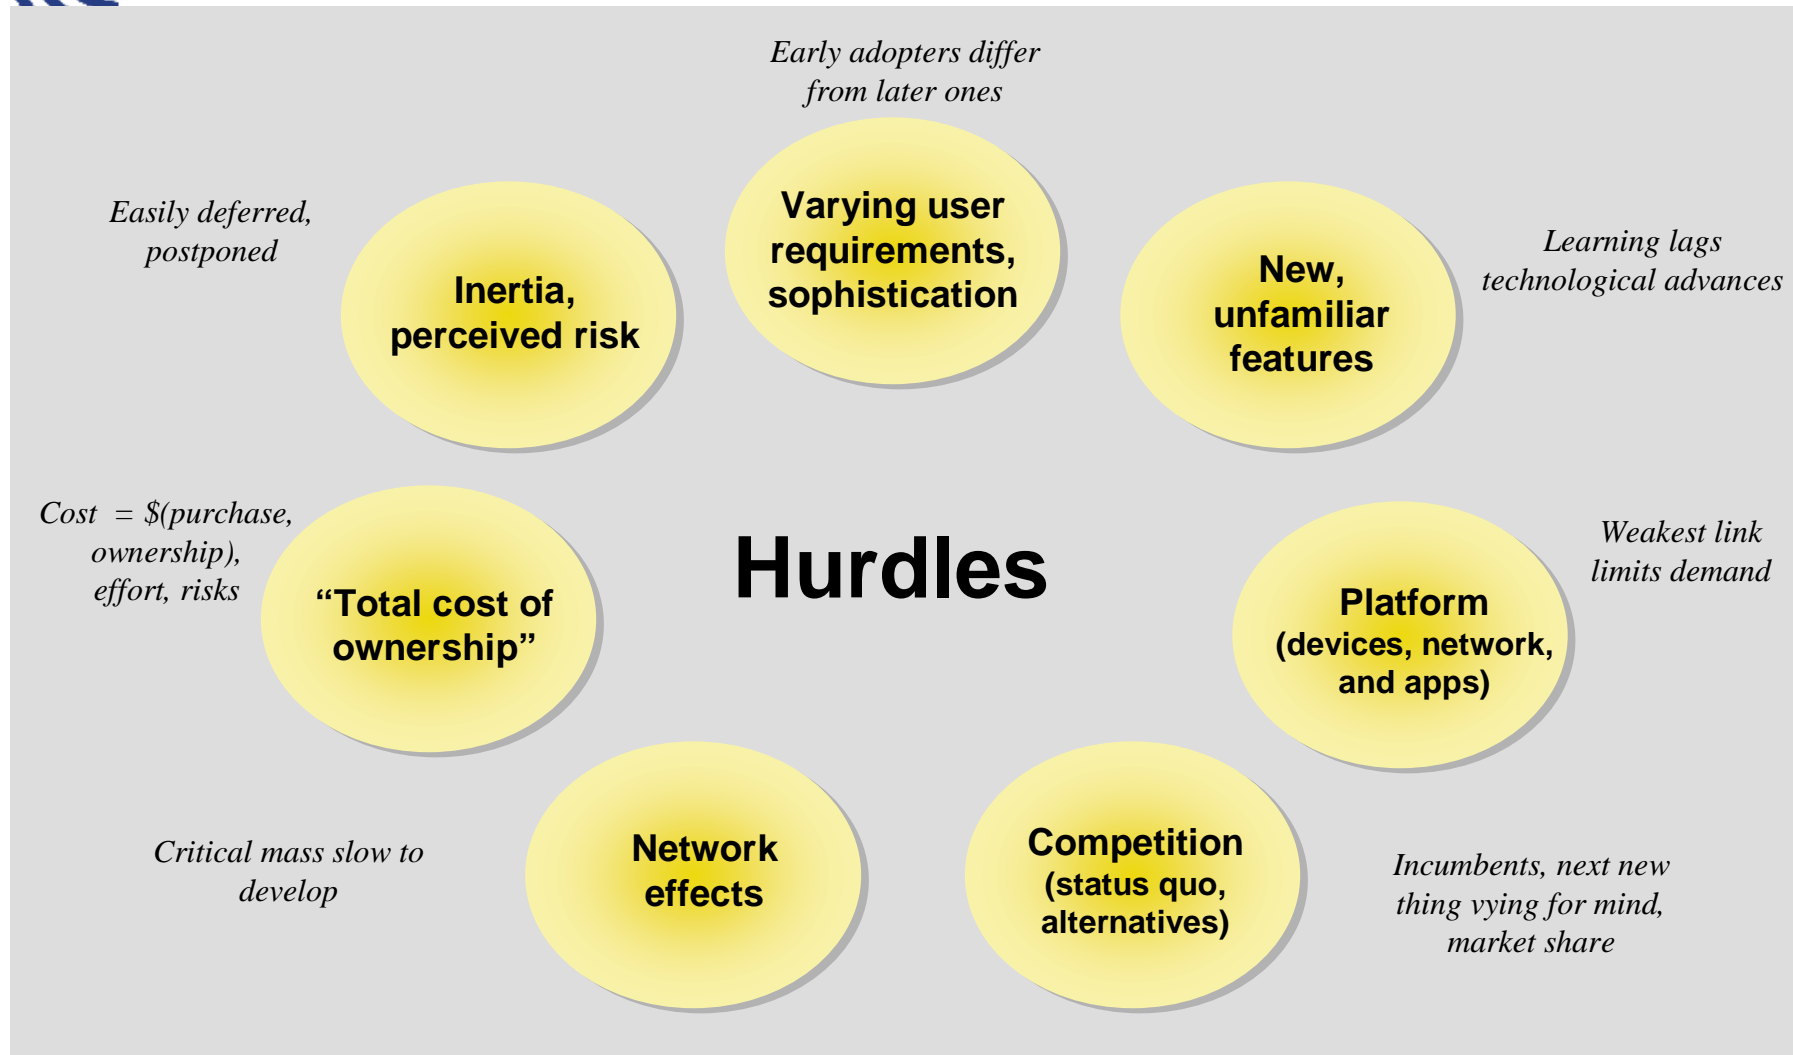 Early adopters differ
from later ones
Varying user
requirements,
sophistication
Easily deferred,
postponed
Inertia,
perceived risk
New,
unfamiliar
features
Learning lags
technological advances
Cost = $(purchase,
ownership),
effort, risks
“Total cost of
ownership”
Hurdles
Platform
(devices, network,
and apps)
Weakest link
limits demand
Critical mass slow to
develop
Network
effects
Competition
(status quo,
alternatives)
Incumbents, next new
thing vying for mind,
market share